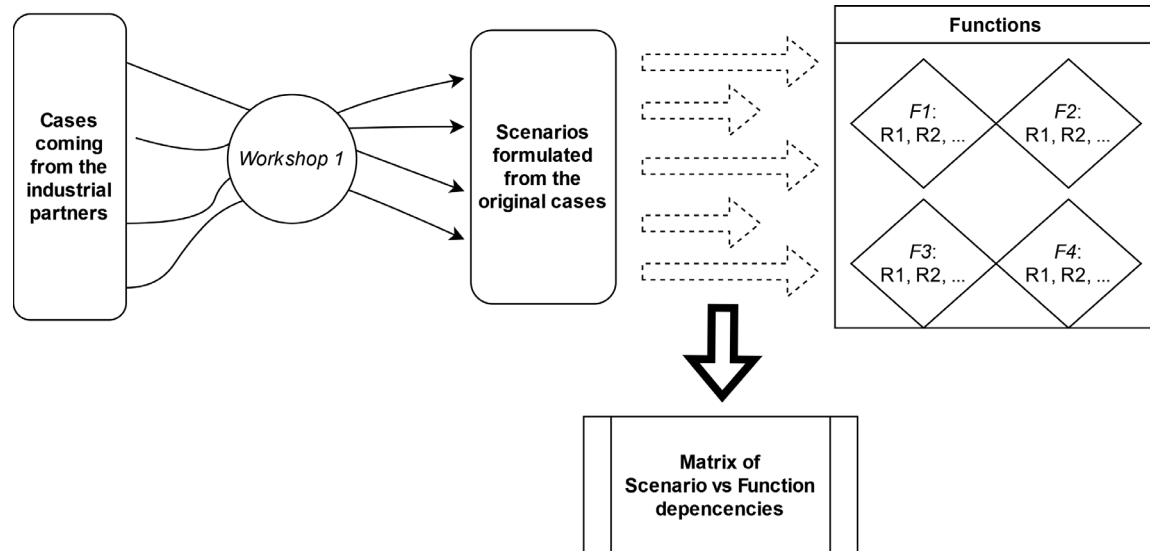 Cases
coming
from the
industrial
partners
Workshop 1
Scenarios
formulated
from the
original cases
Functions
F1:
R1, R2, ...
F2:
R1, R2, ...
F3:
R1, R2, ...
F4:
R1, R2, ...
Matrix of
Scenario vs Function
depencencies